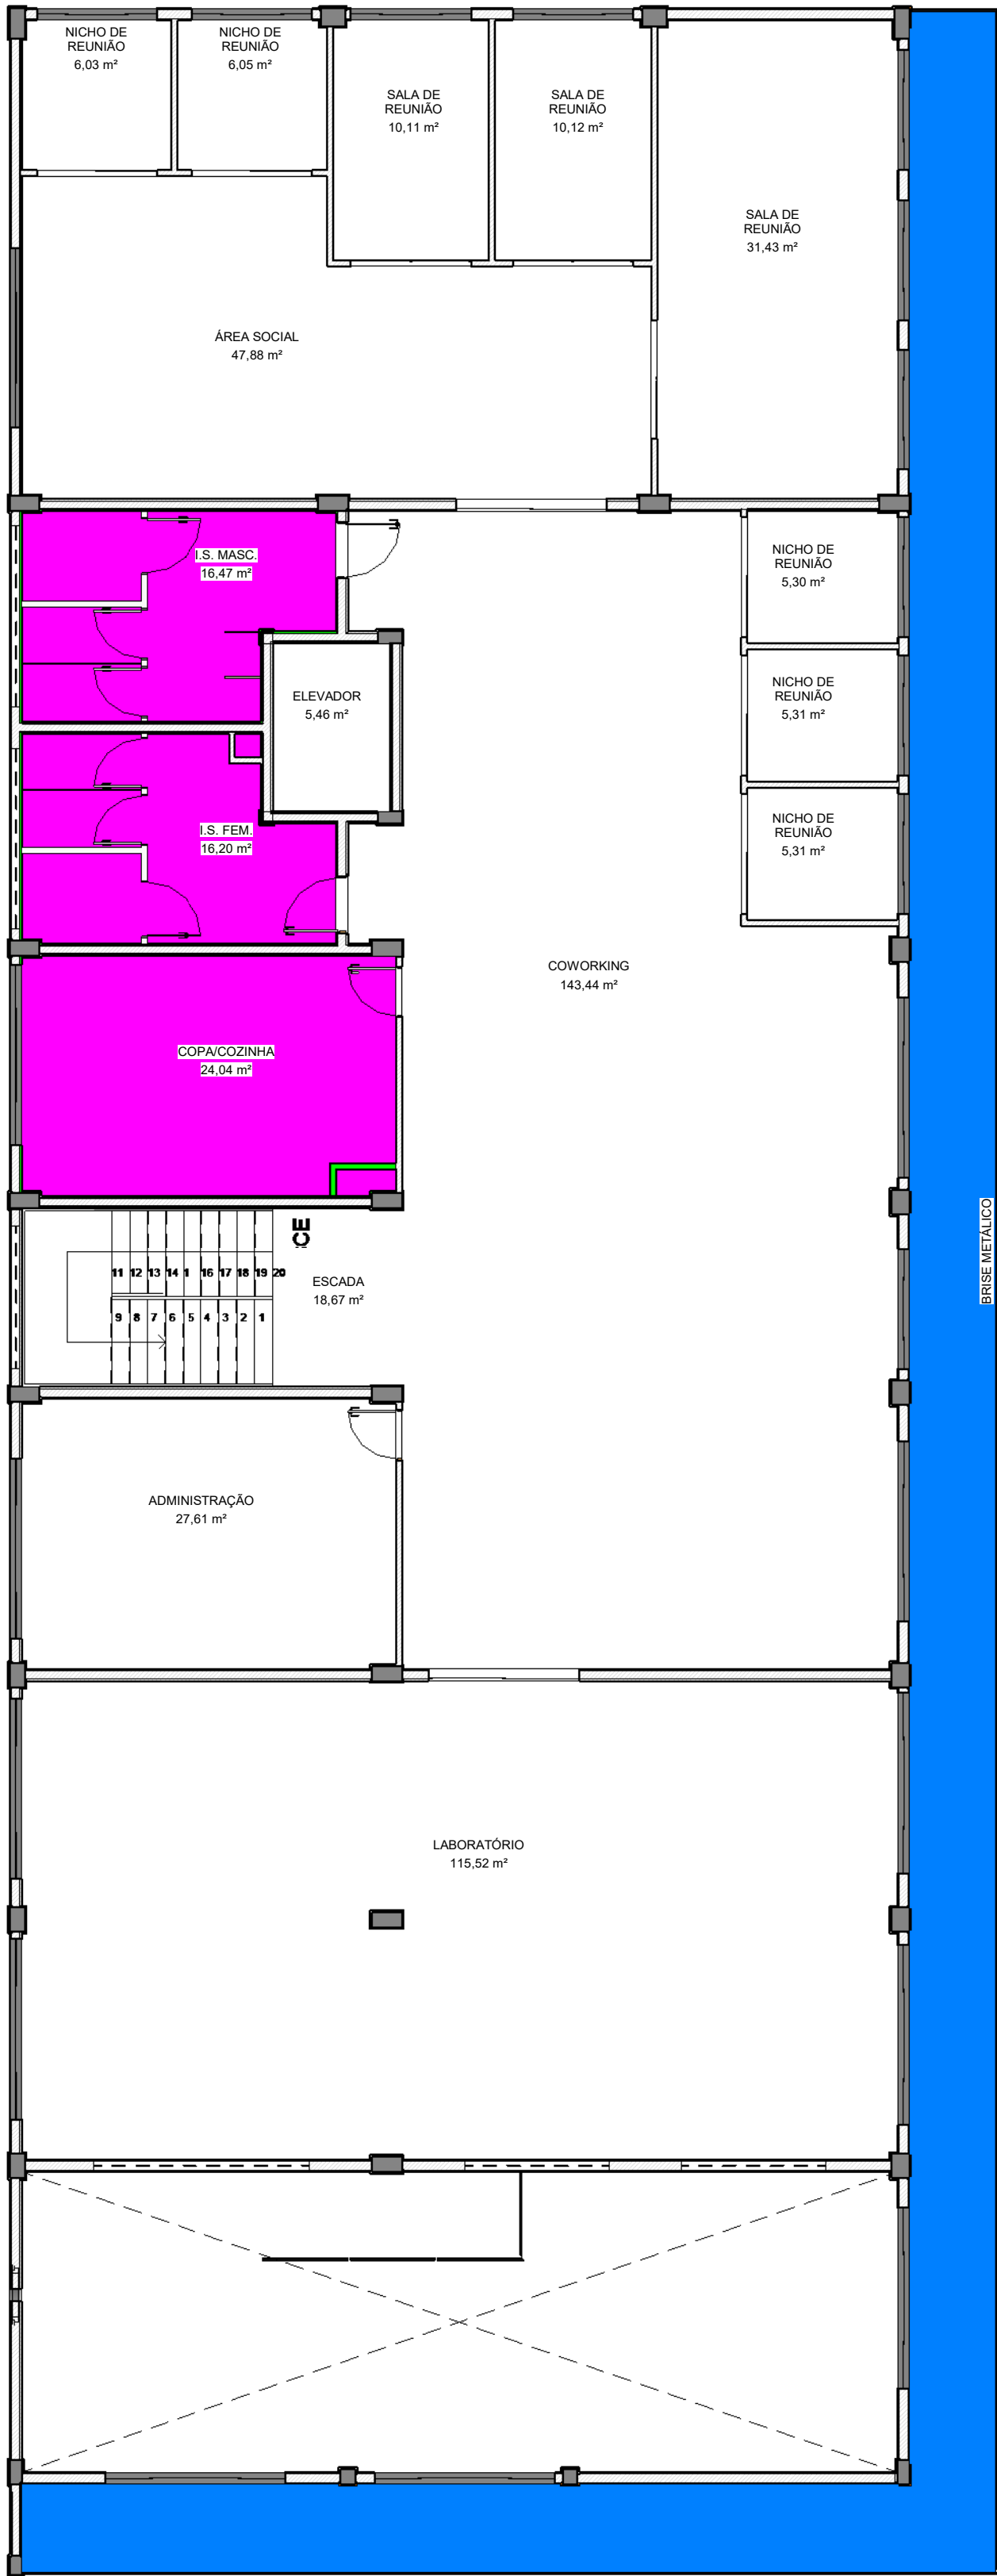 NICHO DE
REUNIÃO
6,03 m²
NICHO DE
REUNIÃO
6,05 m²
SALA DE
REUNIÃO
10,11 m²
SALA DE
REUNIÃO
10,12 m²
SALA DE
REUNIÃO
31,43 m²
ÁREA SOCIAL
47,88 m²
I.S. MASC.
16,47 m²
NICHO DE
REUNIÃO
5,30 m²
ELEVADOR
5,46 m²
NICHO DE
REUNIÃO
5,31 m²
I.S. FEM.
16,20 m²
NICHO DE
REUNIÃO
5,31 m²
COWORKING
143,44 m²
COPA/COZINHA
24,04 m²
BRISE METÁLICO
CE
11 12 13 14 1 16 17 18 19 20
9 8 7 6 5 4 3 2 1
ESCADA
18,67 m²
ADMINISTRAÇÃO
27,61 m²
LABORATÓRIO
115,52 m²